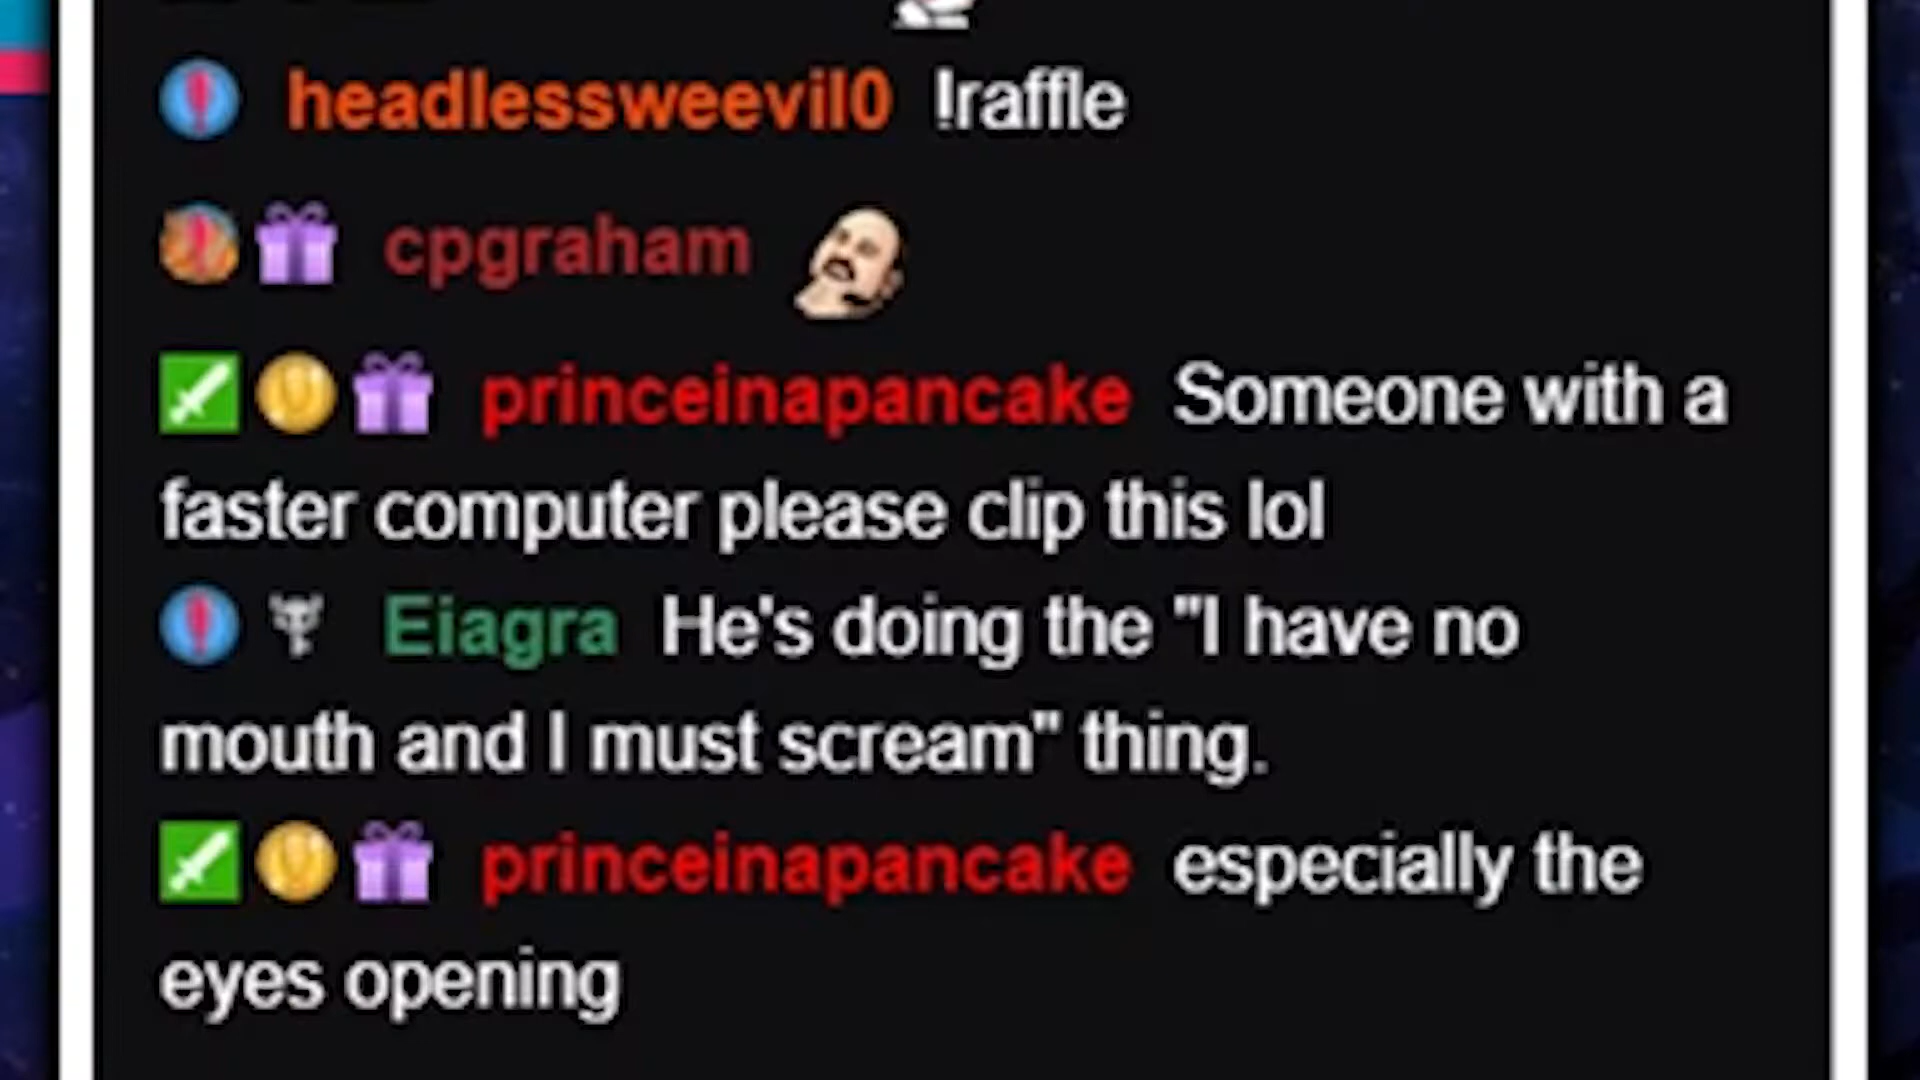 headlessweevil0 !raffle
cpgraham
princeinapancake Someone with a
faster computer please clip this lol
Eiagra He's doing the "I have no
mouth and I must scream" thing.
princeinapancake especially the
eyes opening